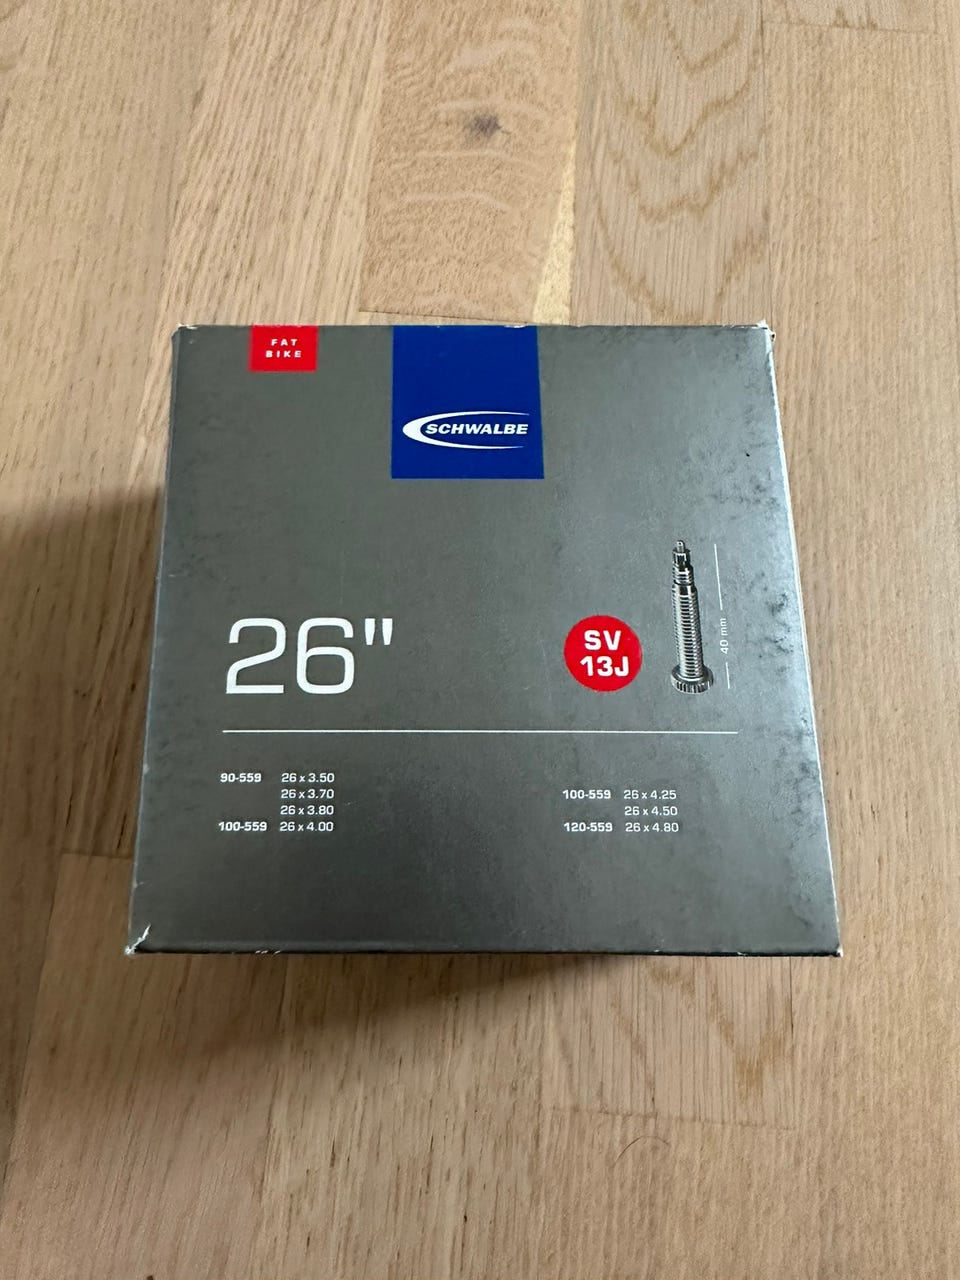 FAT
BIKE
SCHWALBE
26"
SV
13J
40 mm
90-559 26 x 3.50
26 x 3.70
26 x 3.80
100-559 26 x 4.00
100-559 26 x 4.25
26 x 4.50
120-559 26 x 4.80